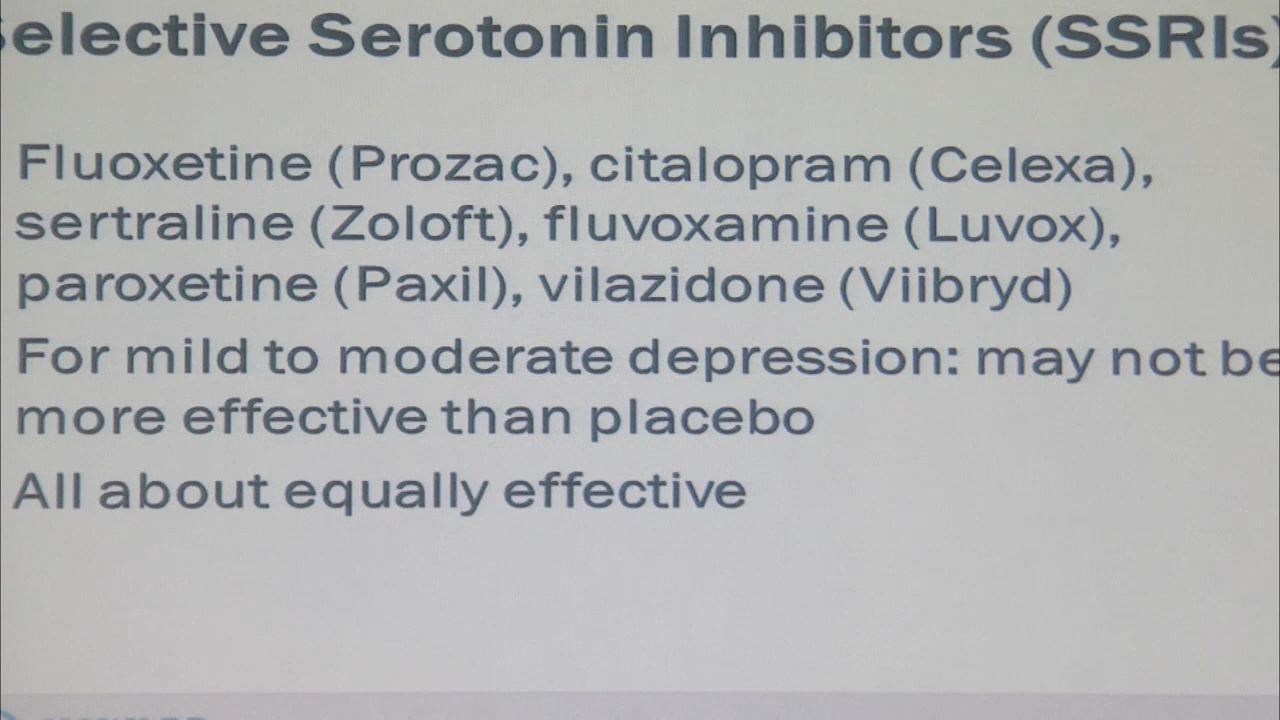 Selective Serotonin Inhibitors (SSRIs)
Fluoxetine (Prozac), citalopram (Celexa),
sertraline (Zoloft), fluvoxamine (Luvox),
paroxetine (Paxil), vilazidone (Viibryd)
For mild to moderate depression: may not be
more effective than placebo
All about equally effective